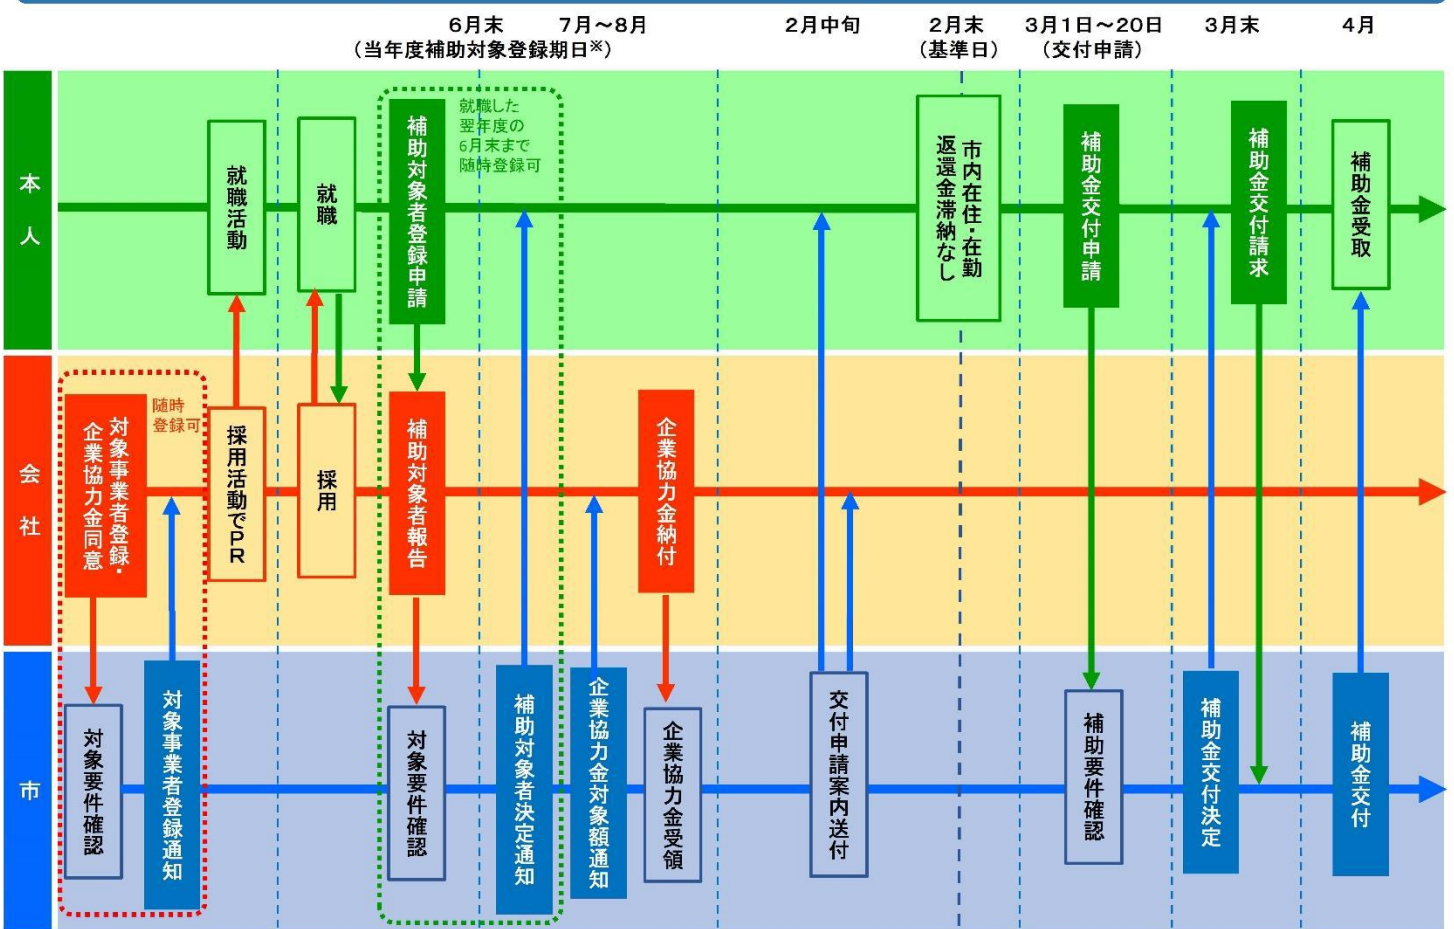 6月末
7月～8月
2月中旬
2月末
3月1日～20日
3月末
4月
（当年度補助対象登録期日※）
（基準日）
（交付申請）
本人
就職活動
就職
補助対象者登録申請
就職した
翌年度の
6月末まで
随時登録可
市内在住・在勤
返還金滞納なし
補助金交付申請
補助金交付請求
補助金受取
会社
対象事業者登録・
企業協力金同意
随時
登録可
採用活動でPR
採用
補助対象者報告
企業協力金納付
市
対象要件確認
対象事業者登録通知
対象要件確認
補助対象者決定通知
企業協力金対象額通知
企業協力金受領
交付申請案内送付
補助要件確認
補助金交付決定
補助金交付